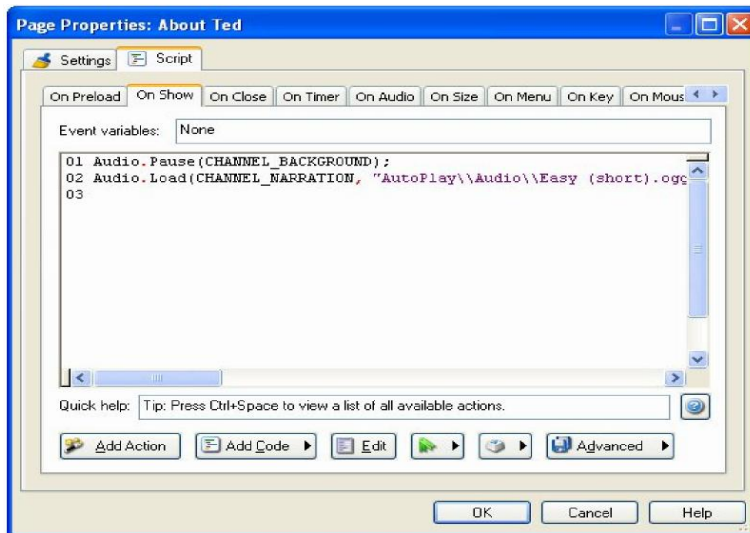 Page Properties: About Ted
Settings Script
On Preload On Show On Close On Timer On Audio On Size On Menu On Key On Mous
Event variables: None
01 Audio.Pause(CHANNEL_BACKGROUND);
02 Audio.Load(CHANNEL_NARRATION, "AutoPlay\\Audio\\Easy (short).ogg
03
Quick help: Tip: Press Ctrl+Space to view a list of all available actions.
Add Action Add Code Edit Advanced
OK Cancel Help